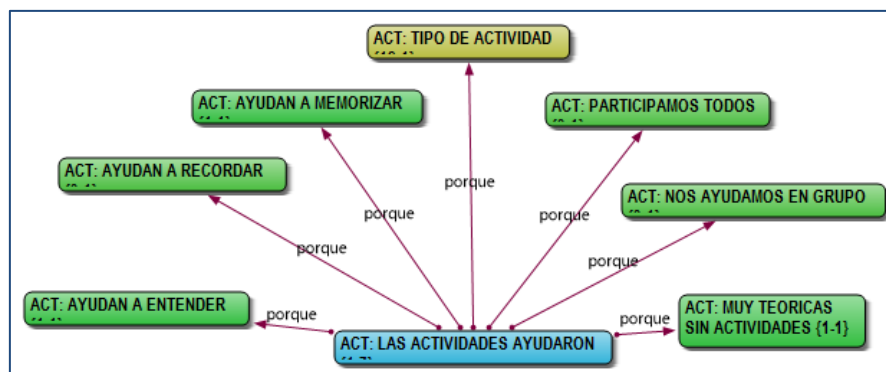 ACT: TIPO DE ACTIVIDAD
ACT: AYUDAN A MEMORIZAR
ACT: PARTICIPAMOS TODOS
ACT: AYUDAN A RECORDAR
porque
ACT: NOS AYUDAMOS EN GRUPO
porque
porque
porque
porque
ACT: AYUDAN A ENTENDER
porque
ACT: MUY TEORICAS
SIN ACTIVIDADES {1-1}
porque
ACT: LAS ACTIVIDADES AYUDARON